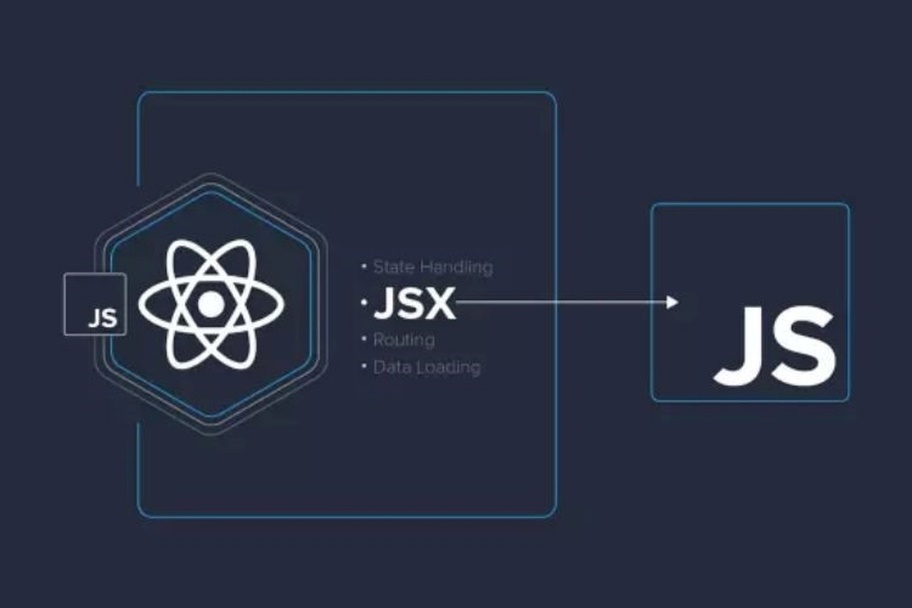 JS
• State Handling
• JSX
• Routing
• Data Loading
JS